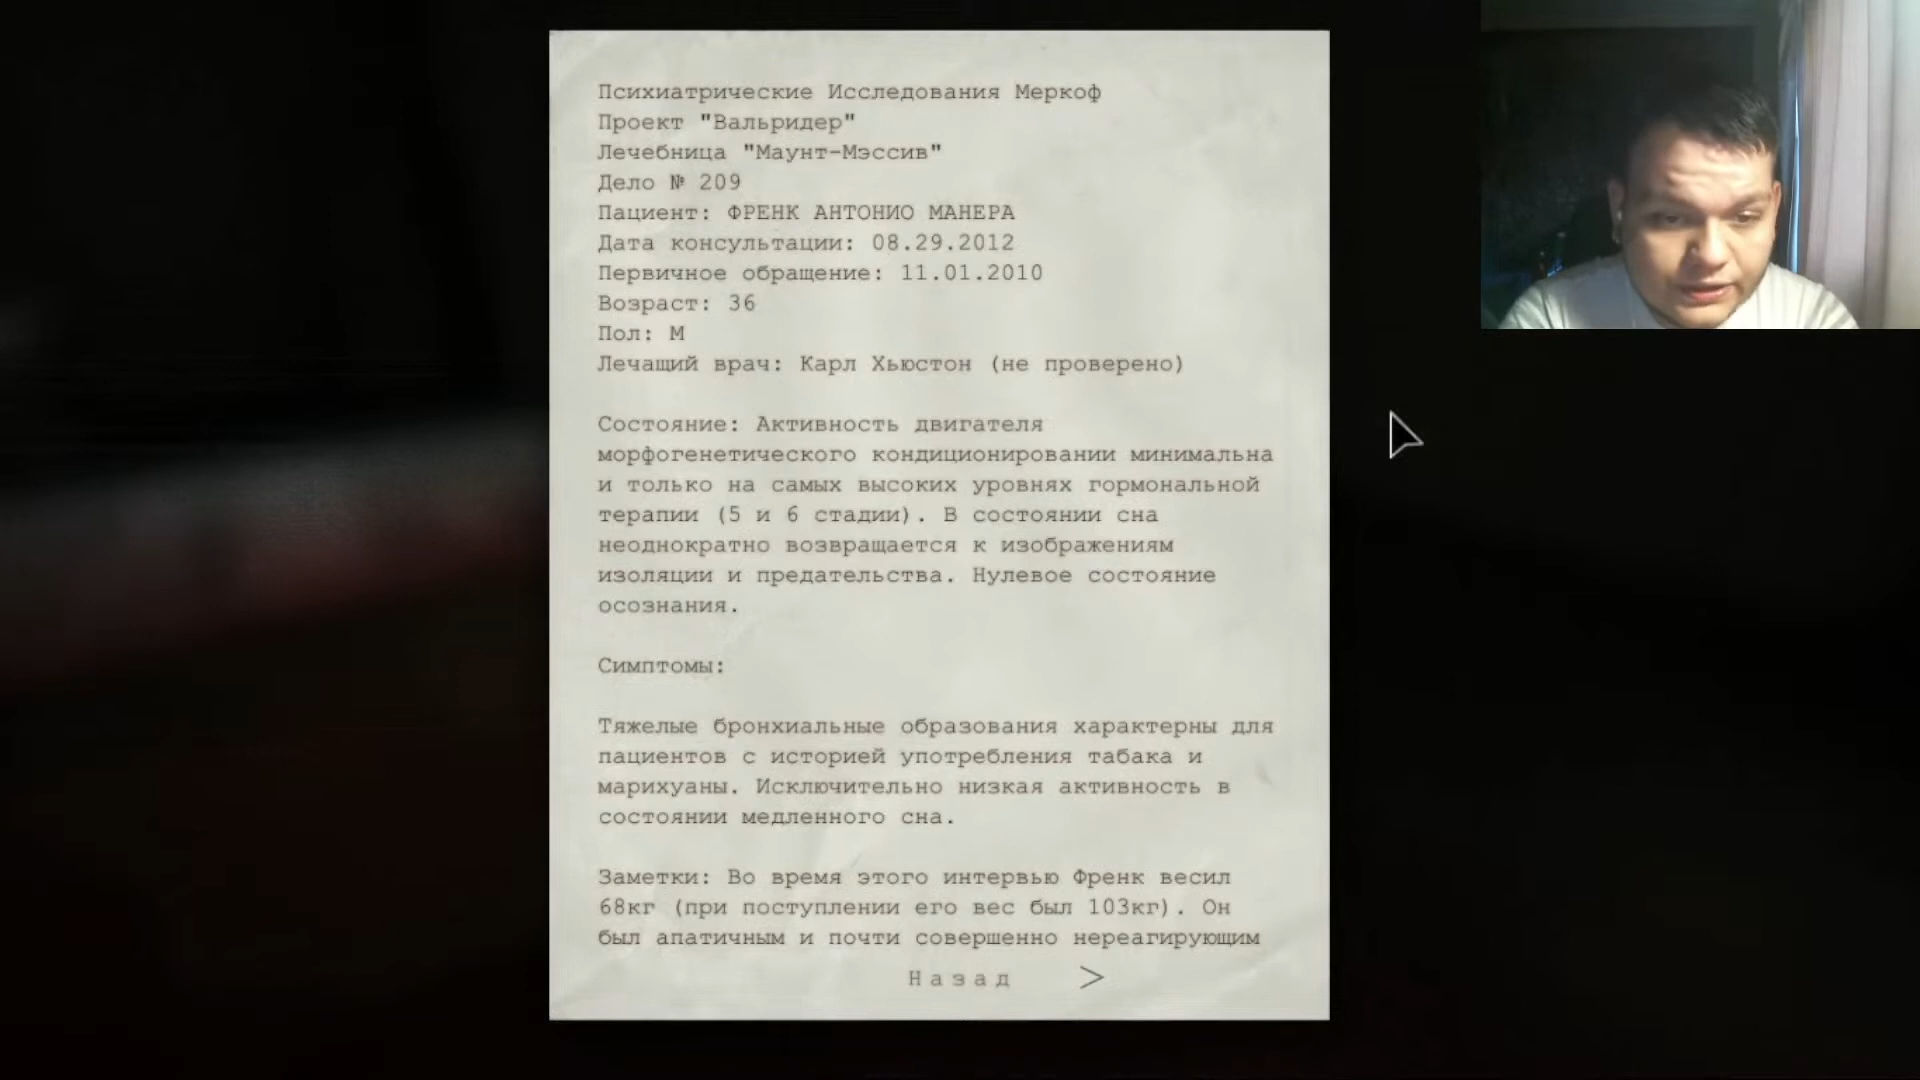 Психиатрические Исследования Меркоф
Проект "Вальридер"
Лечебница "Маунт-Мэссив"
Дело № 209
Пациент: ФРЕНК АНТОНИО МАНЕРА
Дата консультации: 08.29.2012
Первичное обращение: 11.01.2010
Возраст: 36
Пол: М
Лечащий врач: Карл Хьюстон (не проверено)
Состояние: Активность двигателя
морфогенетического кондиционировании минимальна
и только на самых высоких уровнях гормональной
терапии (5 и 6 стадии). В состоянии сна
неоднократно возвращается к изображениям
изоляции и предательства. Нулевое состояние
осознания.
Симптомы:
Тяжелые бронхиальные образования характерны для
пациентов с историей употребления табака и
марихуаны. Исключительно низкая активность в
состоянии медленного сна.
Заметки: Во время этого интервью Френк весил
68кг (при поступлении его вес был 103кг). Он
был апатичным и почти совершенно нереагирующим
Назад >